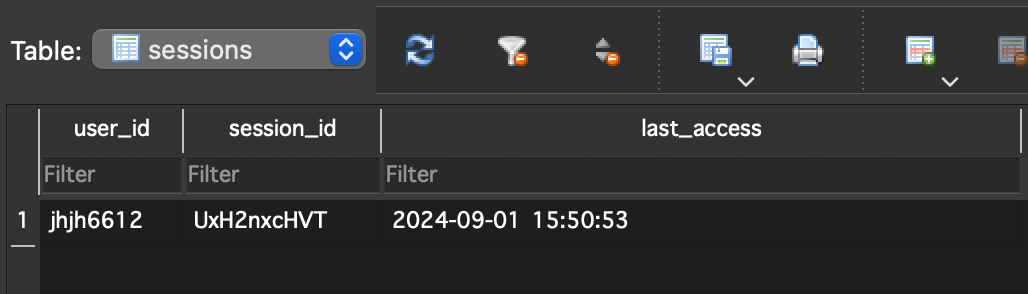 Table: sessions
user_id session_id last_access
Filter Filter Filter
1 jhjh6612 UxH2nxcHVT 2024-09-01 15:50:53